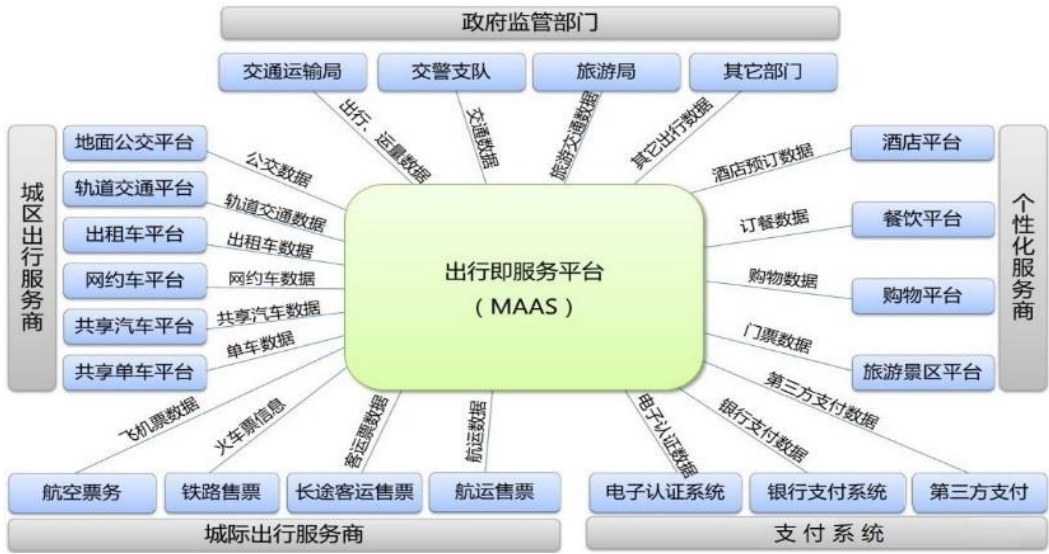 政府监管部门
交通运输局
交警支队
旅游局
其它部门
出行、运量数据
交通数据
旅游交通数据
其它出行数据
城区出行服务商
地面公交平台
轨道交通平台
出租车平台
网约车平台
共享汽车平台
共享单车平台
公交数据
轨道交通数据
出租车数据
网约车数据
共享汽车数据
单车数据
出行即服务平台
（MAAS）
酒店预订数据
订餐数据
购物数据
门票数据
酒店平台
餐饮平台
购物平台
旅游景区平台
个性化服务商
飞机票数据
火车票信息
客运票数据
航运数据
电子认证数据
银行支付数据
第三方支付数据
航空票务
铁路售票
长途客运售票
航运售票
城际出行服务商
电子认证系统
银行支付系统
第三方支付
支付系统